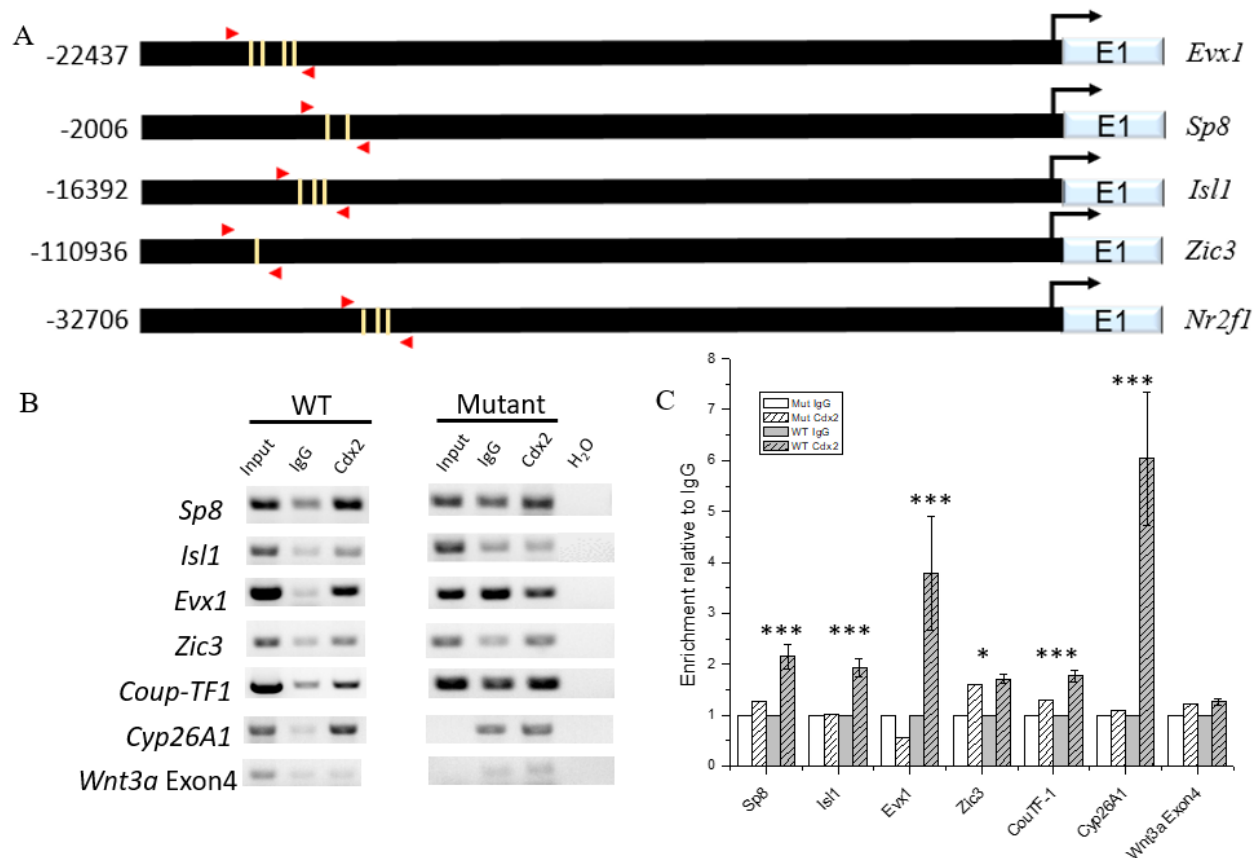 A
-22437 E1 Evx1
-2006 E1 Sp8
-16392 E1 Isl1
-110936 E1 Zic3
-32706 E1 Nr2f1
B
WT Mutant
Input IgG Cdx2 Input IgG Cdx2 H2O
Sp8
Isl1
Evx1
Zic3
Coup-TF1
Cyp26A1
Wnt3a Exon4
C
Enrichment relative to IgG
8
7
6
5
4
3
2
1
0
Mut IgG
Mut Cdx2
WT IgG
WT Cdx2
*** *** *** * *** ***
Sp8 Isl1 Evx1 Zic3 CouTF-1 Cyp26A1 Wnt3a Exon4